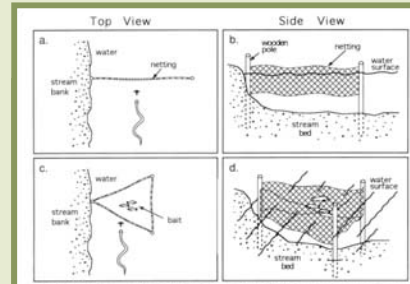 Top View
Side View
a.
water
netting
stream
bank
b.
wooden
pole
netting
water
surface
stream
bed
c.
water
stream
bank
bait
d.
water
surface
stream
bed